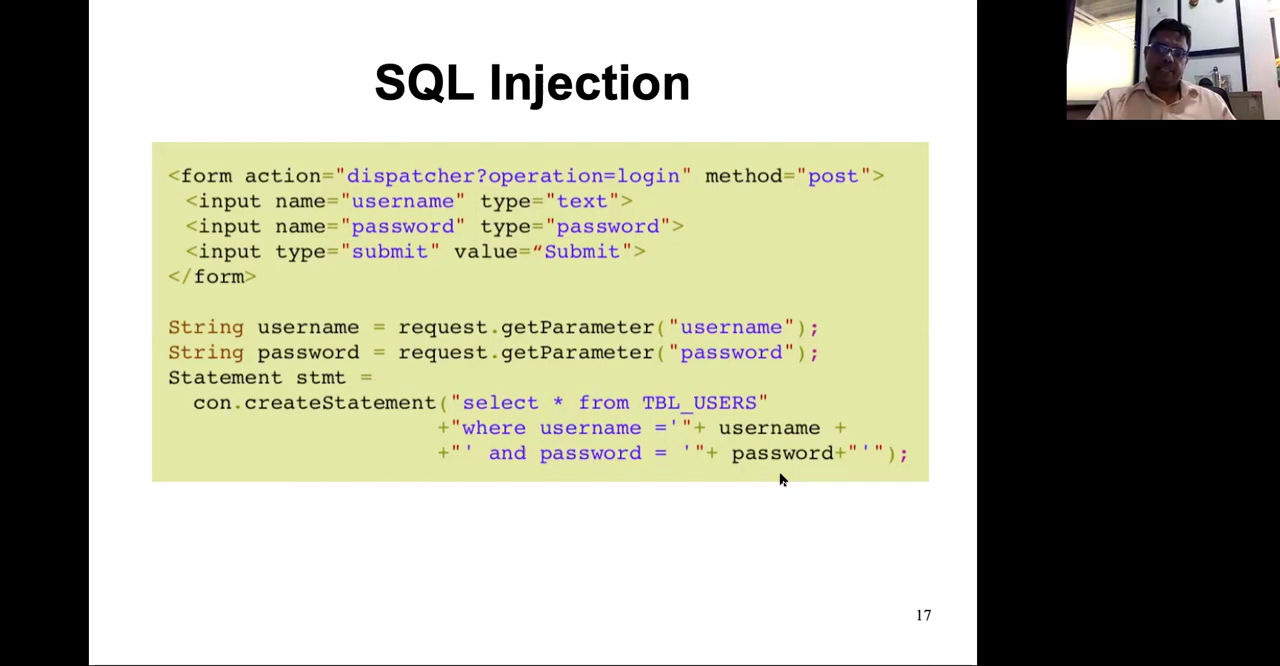 SQL Injection
<form action="dispatcher?operation=login" method="post">
<input name="username" type="text">
<input name="password" type="password">
<input type="submit" value=“Submit">
</form>
String username = request.getParameter("username");
String password = request.getParameter("password");
Statement stmt =
con.createStatement("select * from TBL_USERS"
+"where username ='"+ username +
+"' and password = '"+ password+"'");
17